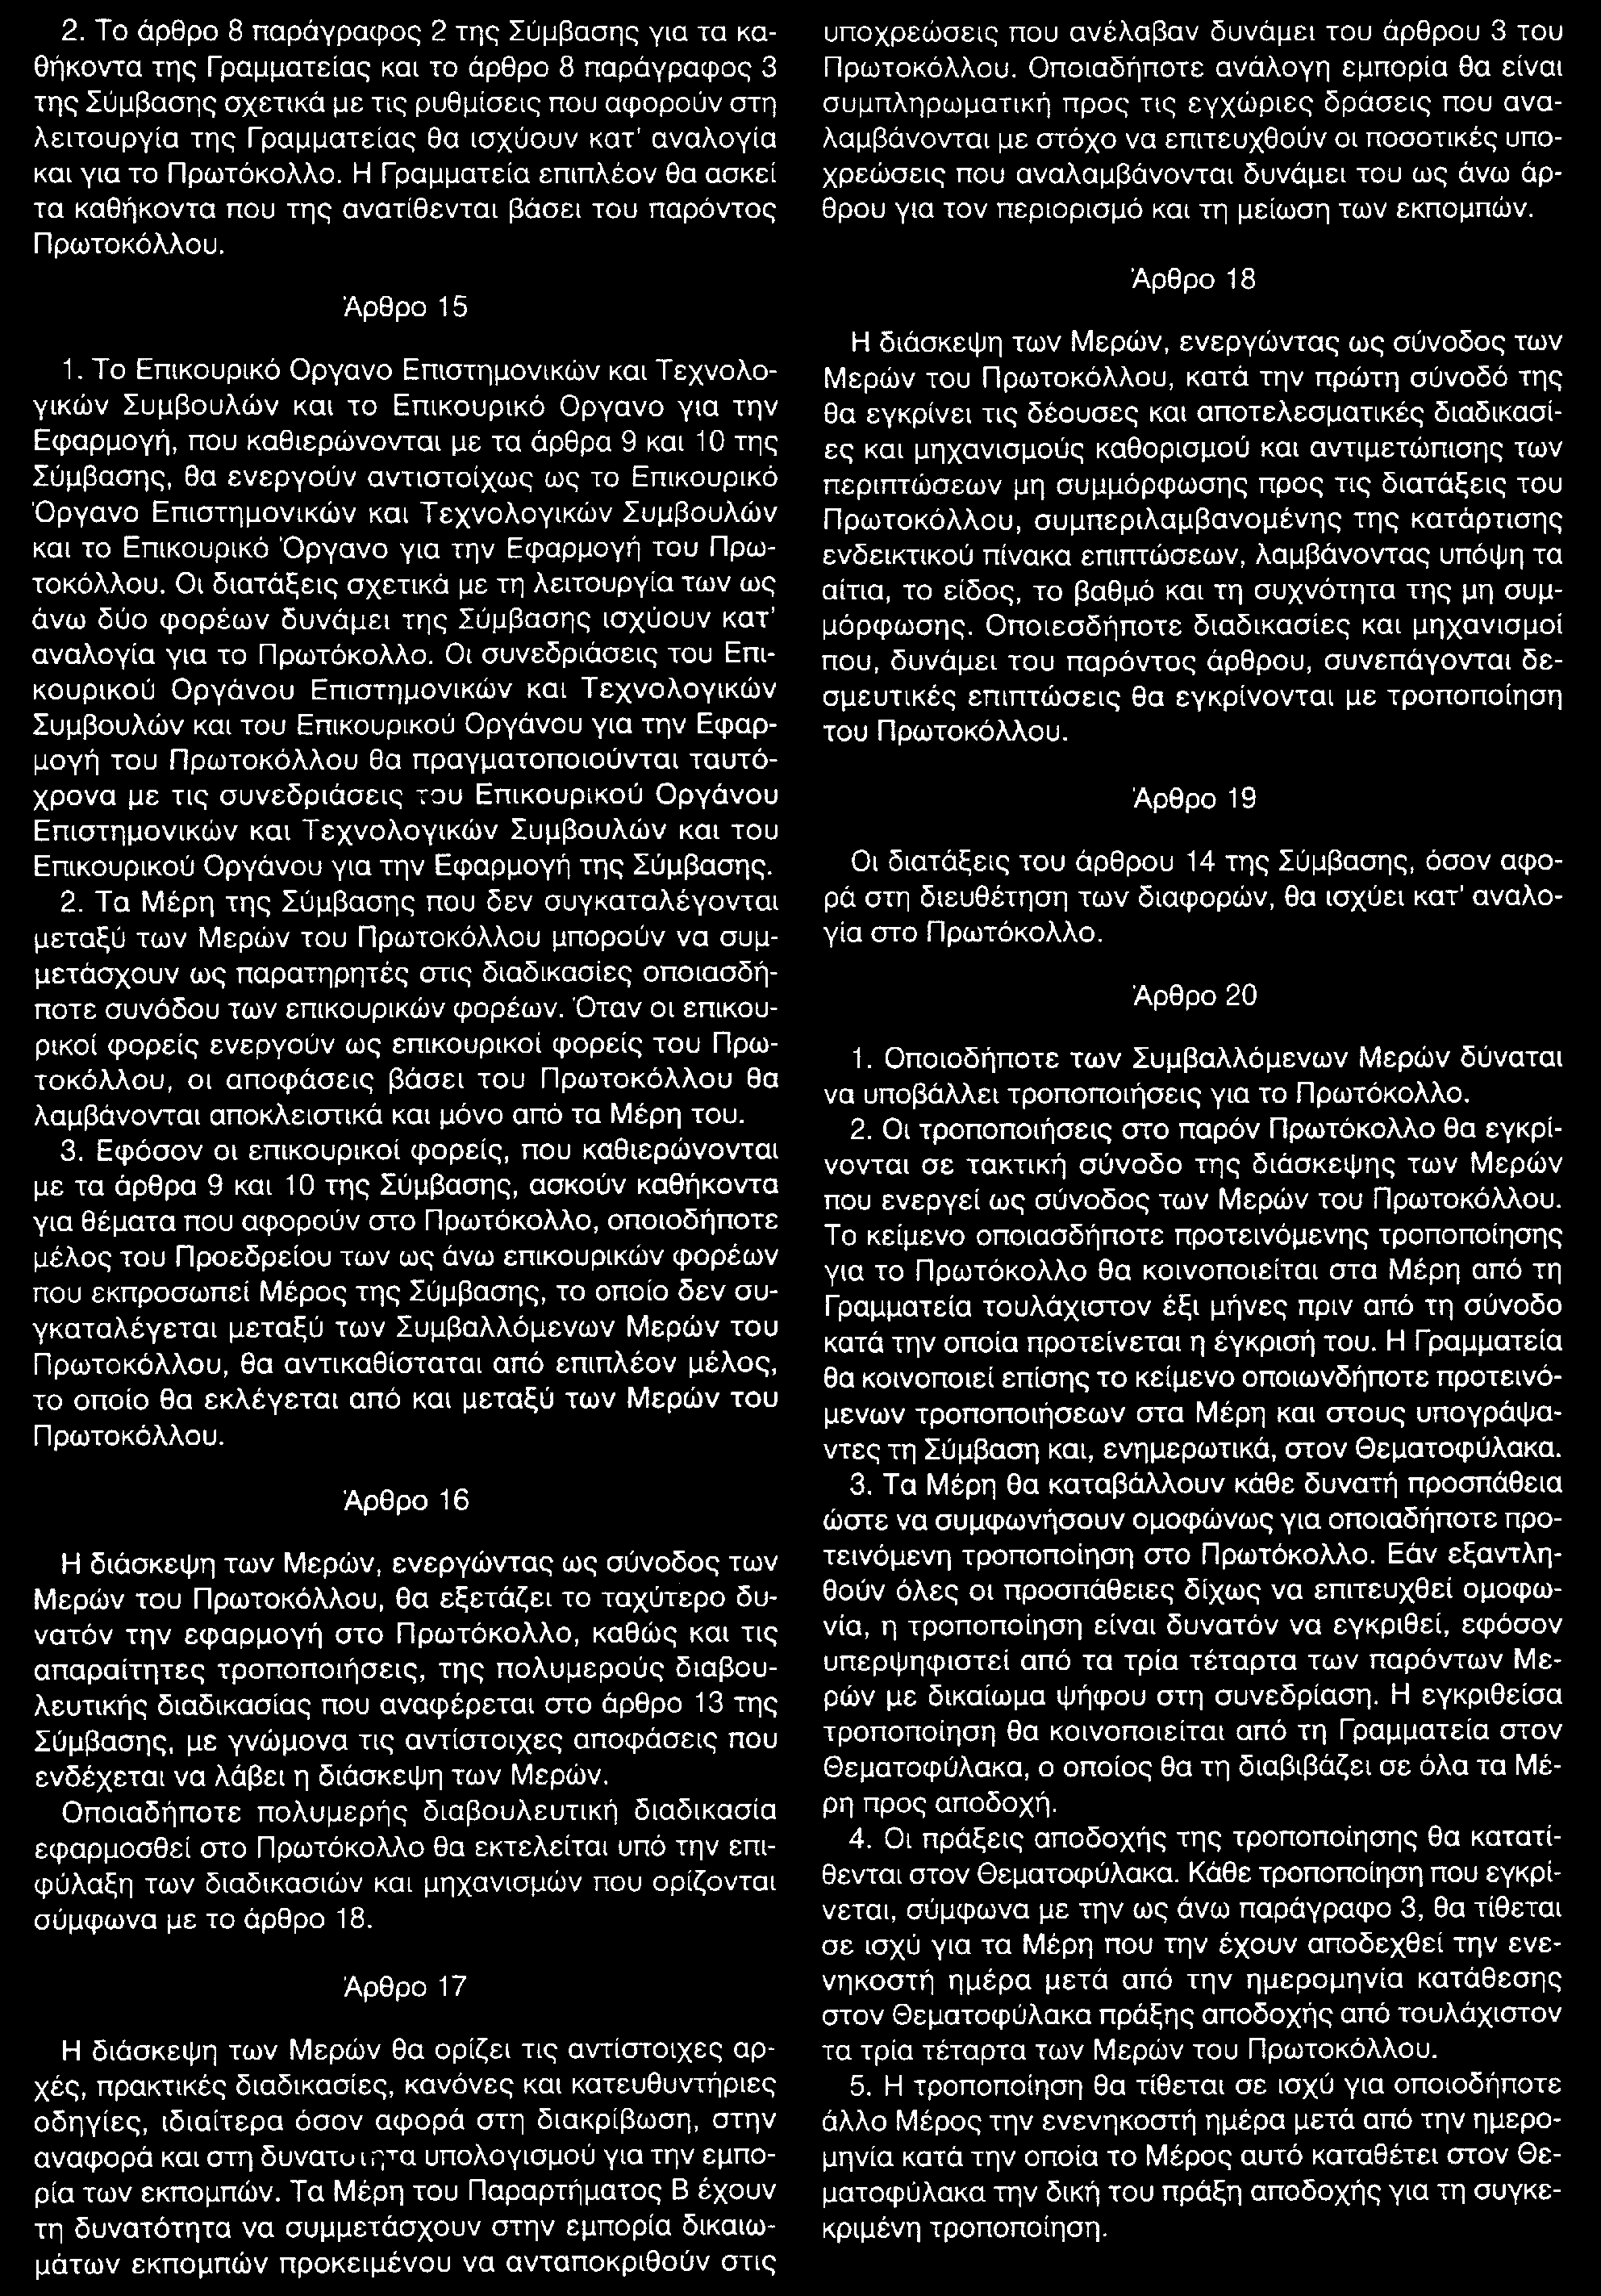 2. Το άρθρο 8 παράγραφος 2 της Σύμβασης για τα κα-
θήκοντα της Γραμματείας και το άρθρο 8 παράγραφος 3
της Σύμβασης σχετικά με τις ρυθμίσεις που αφορούν στη
λειτουργία της Γραμματείας θα ισχύουν κατ' αναλογία
και για το Πρωτόκολλο. Η Γραμματεία επιπλέον θα ασκεί
τα καθήκοντα που της ανατίθενται βάσει του παρόντος
Πρωτοκόλλου.
Άρθρο 15
1. Το Επικουρικό Οργανο Επιστημονικών και Τεχνολο-
γικών Συμβουλών και το Επικουρικό Οργανο για την
Εφαρμογή, που καθιερώνονται με τα άρθρα 9 και 10 της
Σύμβασης, θα ενεργούν αντιστοίχως ως το Επικουρικό
Όργανο Επιστημονικών και Τεχνολογικών Συμβουλών
και το Επικουρικό Όργανο για την Εφαρμογή του Πρω-
τοκόλλου. Οι διατάξεις σχετικά με τη λειτουργία των ως
άνω δύο φορέων δυνάμει της Σύμβασης ισχύουν κατ'
αναλογία για το Πρωτόκολλο. Οι συνεδριάσεις του Επι-
κουρικού Οργάνου Επιστημονικών και Τεχνολογικών
Συμβουλών και του Επικουρικού Οργάνου για την Εφαρ-
μογή του Πρωτοκόλλου θα πραγματοποιούνται ταυτό-
χρονα με τις συνεδριάσεις του Επικουρικού Οργάνου
Επιστημονικών και Τεχνολογικών Συμβουλών και του
Επικουρικού Οργάνου για την Εφαρμογή της Σύμβασης.
2. Τα Μέρη της Σύμβασης που δεν συγκαταλέγονται
μεταξύ των Μερών του Πρωτοκόλλου μπορούν να συμ-
μετάσχουν ως παρατηρητές στις διαδικασίες οποιασδή-
ποτε συνόδου των επικουρικών φορέων. Όταν οι επικου-
ρικοί φορείς ενεργούν ως επικουρικοί φορείς του Πρω-
τοκόλλου, οι αποφάσεις βάσει του Πρωτοκόλλου θα
λαμβάνονται αποκλειστικά και μόνο από τα Μέρη του.
3. Εφόσον οι επικουρικοί φορείς, που καθιερώνονται
με τα άρθρα 9 και 10 της Σύμβασης, ασκούν καθήκοντα
για θέματα που αφορούν στο Πρωτόκολλο, οποιοδήποτε
μέλος του Προεδρείου των ως άνω επικουρικών φορέων
που εκπροσωπεί Μέρος της Σύμβασης, το οποίο δεν συ-
γκαταλέγεται μεταξύ των Συμβαλλόμενων Μερών του
Πρωτοκόλλου, θα αντικαθίσταται από επιπλέον μέλος,
το οποίο θα εκλέγεται από και μεταξύ των Μερών του
Πρωτοκόλλου.
Άρθρο 16
Η διάσκεψη των Μερών, ενεργώντας ως σύνοδος των
Μερών του Πρωτοκόλλου, θα εξετάζει το ταχύτερο δυ-
νατόν την εφαρμογή στο Πρωτόκολλο, καθώς και τις
απαραίτητες τροποποιήσεις, της πολυμερούς διαβου-
λευτικής διαδικασίας που αναφέρεται στο άρθρο 13 της
Σύμβασης, με γνώμονα τις αντίστοιχες αποφάσεις που
ενδέχεται να λάβει η διάσκεψη των Μερών.
Οποιαδήποτε πολυμερής διαβουλευτική διαδικασία
εφαρμοσθεί στο Πρωτόκολλο θα εκτελείται υπό την επι-
φύλαξη των διαδικασιών και μηχανισμών που ορίζονται
σύμφωνα με το άρθρο 18.
Άρθρο 17
Η διάσκεψη των Μερών θα ορίζει τις αντίστοιχες αρ-
χές, πρακτικές διαδικασίες, κανόνες και κατευθυντήριες
οδηγίες, ιδιαίτερα όσον αφορά στη διακρίβωση, στην
αναφορά και στη δυνατότητα υπολογισμού για την εμπο-
ρία των εκπομπών. Τα Μέρη του Παραρτήματος Β έχουν
τη δυνατότητα να συμμετάσχουν στην εμπορία δικαιω-
μάτων εκπομπών προκειμένου να ανταποκριθούν στις
υποχρεώσεις που ανέλαβαν δυνάμει του άρθρου 3 του
Πρωτοκόλλου. Οποιαδήποτε ανάλογη εμπορία θα είναι
συμπληρωματική προς τις εγχώριες δράσεις που ανα-
λαμβάνονται με στόχο να επιτευχθούν οι ποσοτικές υπο-
χρεώσεις που αναλαμβάνονται δυνάμει του ως άνω άρ-
θρου για τον περιορισμό και τη μείωση των εκπομπών.
Άρθρο 18
Η διάσκεψη των Μερών, ενεργώντας ως σύνοδος των
Μερών του Πρωτοκόλλου, κατά την πρώτη σύνοδό της
θα εγκρίνει τις δέουσες και αποτελεσματικές διαδικασί-
ες και μηχανισμούς καθορισμού και αντιμετώπισης των
περιπτώσεων μη συμμόρφωσης προς τις διατάξεις του
Πρωτοκόλλου, συμπεριλαμβανομένης της κατάρτισης
ενδεικτικού πίνακα επιπτώσεων, λαμβάνοντας υπόψη τα
αίτια, το είδος, το βαθμό και τη συχνότητα της μη συμ-
μόρφωσης. Οποιεσδήποτε διαδικασίες και μηχανισμοί
που, δυνάμει του παρόντος άρθρου, συνεπάγονται δε-
σμευτικές επιπτώσεις θα εγκρίνονται με τροποποίηση
του Πρωτοκόλλου.
Άρθρο 19
Οι διατάξεις του άρθρου 14 της Σύμβασης, όσον αφο-
ρά στη διευθέτηση των διαφορών, θα ισχύει κατ' αναλο-
γία στο Πρωτόκολλο.
Άρθρο 20
1. Οποιοδήποτε των Συμβαλλόμενων Μερών δύναται
να υποβάλλει τροποποιήσεις για το Πρωτόκολλο.
2. Οι τροποποιήσεις στο παρόν Πρωτόκολλο θα εγκρί-
νονται σε τακτική σύνοδο της διάσκεψης των Μερών
που ενεργεί ως σύνοδος των Μερών του Πρωτοκόλλου.
Το κείμενο οποιασδήποτε προτεινόμενης τροποποίησης
για το Πρωτόκολλο θα κοινοποιείται στα Μέρη από τη
Γραμματεία τουλάχιστον έξι μήνες πριν από τη σύνοδο
κατά την οποία προτείνεται η έγκρισή του. Η Γραμματεία
θα κοινοποιεί επίσης το κείμενο οποιωνδήποτε προτεινό-
μενων τροποποιήσεων στα Μέρη και στους υπογράψα-
ντες τη Σύμβαση και, ενημερωτικά, στον Θεματοφύλακα.
3. Τα Μέρη θα καταβάλλουν κάθε δυνατή προσπάθεια
ώστε να συμφωνήσουν ομοφώνως για οποιαδήποτε προ-
τεινόμενη τροποποίηση στο Πρωτόκολλο. Εάν εξαντλη-
θούν όλες οι προσπάθειες δίχως να επιτευχθεί ομοφω-
νία, η τροποποίηση είναι δυνατόν να εγκριθεί, εφόσον
υπερψηφιστεί από τα τρία τέταρτα των παρόντων Με-
ρών με δικαίωμα ψήφου στη συνεδρίαση. Η εγκριθείσα
τροποποίηση θα κοινοποιείται από τη Γραμματεία στον
Θεματοφύλακα, ο οποίος θα τη διαβιβάζει σε όλα τα Μέ-
ρη προς αποδοχή.
4. Οι πράξεις αποδοχής της τροποποίησης θα κατατί-
θενται στον Θεματοφύλακα. Κάθε τροποποίηση που εγκρί-
νεται, σύμφωνα με την ως άνω παράγραφο 3, θα τίθεται
σε ισχύ για τα Μέρη που την έχουν αποδεχθεί την ενε-
νηκοστή ημέρα μετά από την ημερομηνία κατάθεσης
στον Θεματοφύλακα πράξης αποδοχής από τουλάχιστον
τα τρία τέταρτα των Μερών του Πρωτοκόλλου.
5. Η τροποποίηση θα τίθεται σε ισχύ για οποιοδήποτε
άλλο Μέρος την ενενηκοστή ημέρα μετά από την ημερο-
μηνία κατά την οποία το Μέρος αυτό καταθέτει στον Θε-
ματοφύλακα την δική του πράξη αποδοχής για τη συγκε-
κριμένη τροποποίηση.